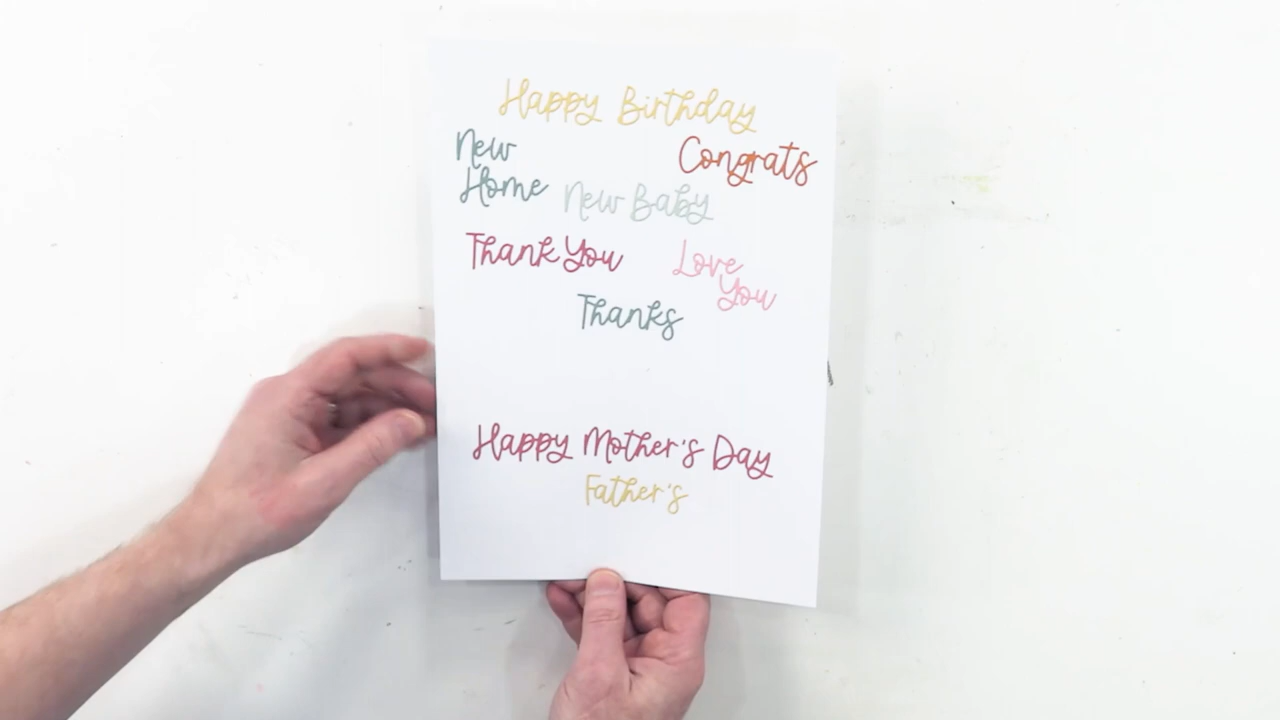 Happy Birthday
New
Home
Congrats
New Baby
Thank You
Love
You
Thanks
Happy Mother's Day
Father's